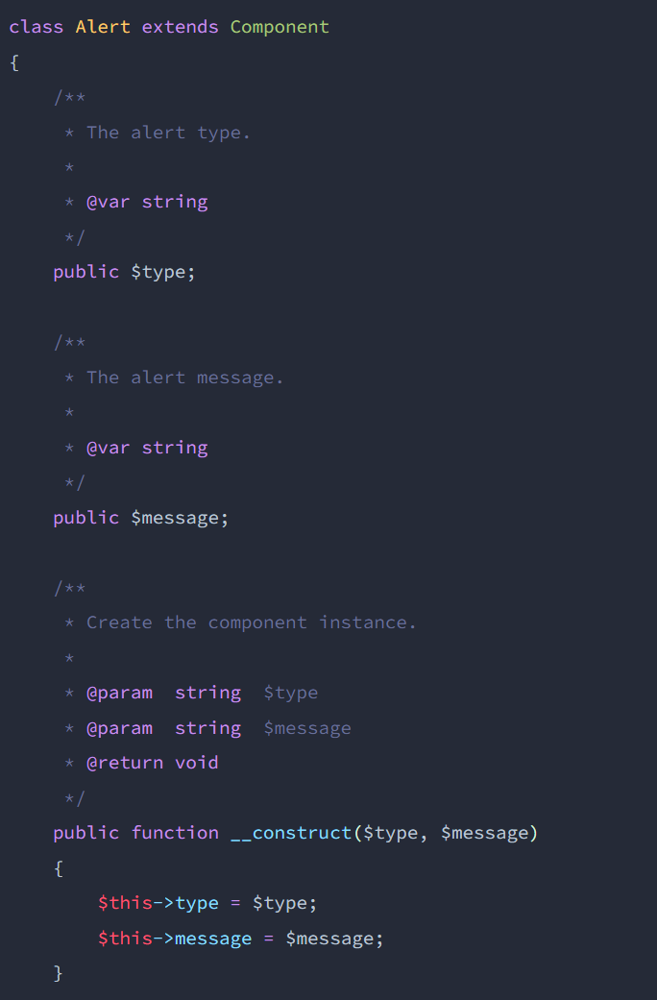 class Alert extends Component
{
/**
* The alert type.
*
* @var string
*/
public $type;
/**
* The alert message.
*
* @var string
*/
public $message;
/**
* Create the component instance.
*
* @param  string  $type
* @param  string  $message
* @return void
*/
public function __construct($type, $message)
{
$this->type = $type;
$this->message = $message;
}